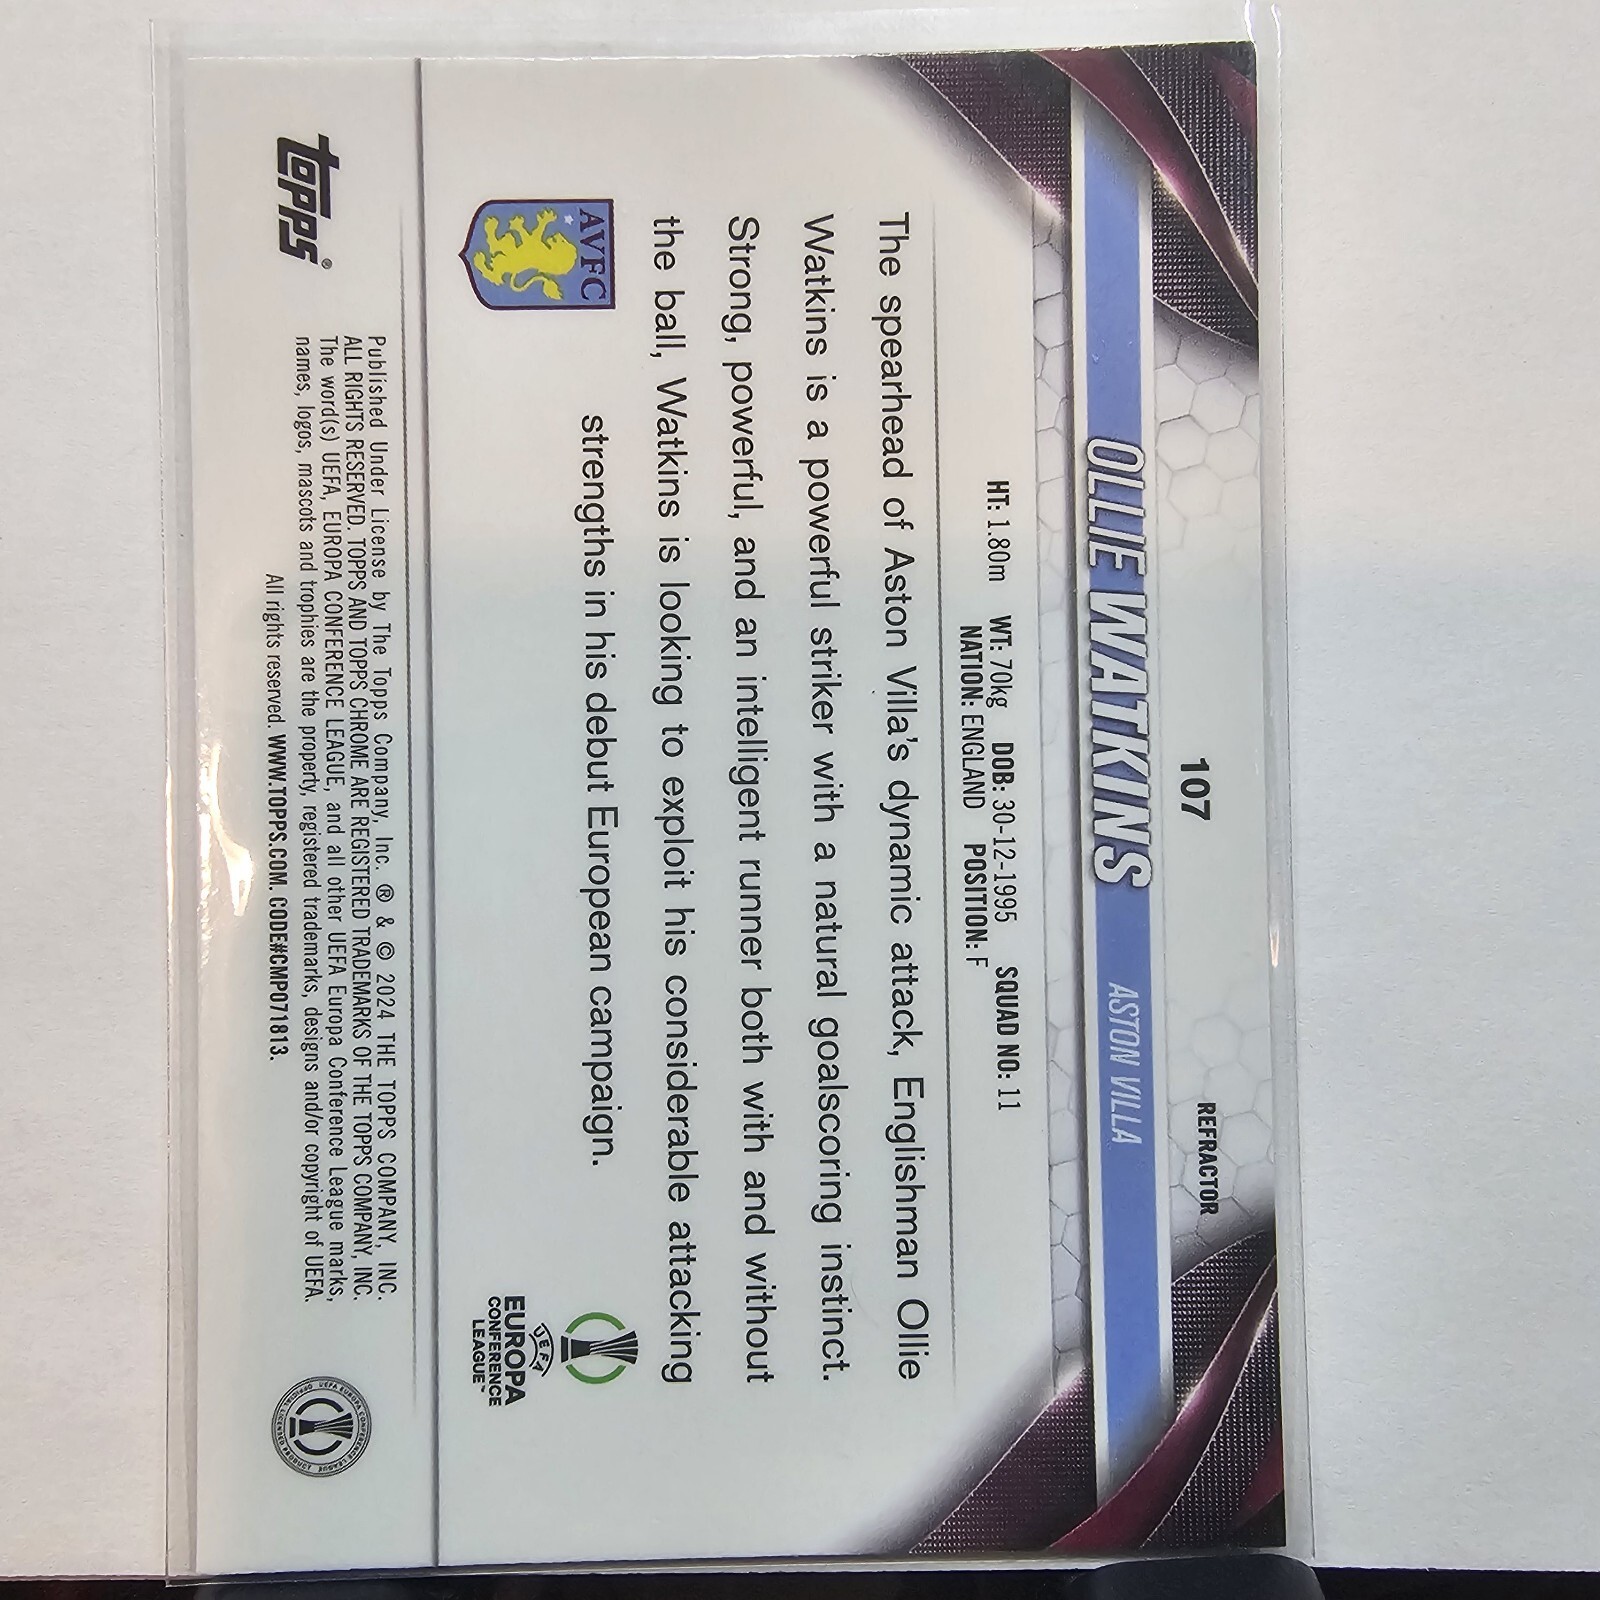 107
REFRACTOR
OLLIE WATKINS ASTON VILLA
HT: 1.80m WT: 70kg DOB: 30-12-1995 SQUAD NO: 11
NATION: ENGLAND POSITION: F
The spearhead of Aston Villa's dynamic attack, Englishman Ollie
Watkins is a powerful striker with a natural goalscoring instinct.
Strong, powerful, and an intelligent runner both with and without
the ball, Watkins is looking to exploit his considerable attacking
strengths in his debut European campaign.
AVFC
UEFA
EUROPA
CONFERENCE
LEAGUE™
topps®
Published Under License by The Topps Company, Inc. ® & © 2024 THE TOPPS COMPANY, INC.
ALL RIGHTS RESERVED. TOPPS AND TOPPS CHROME ARE REGISTERED TRADEMARKS OF THE TOPPS COMPANY, INC.
The word(s) UEFA, EUROPA CONFERENCE LEAGUE, and all other UEFA Europa Conference League marks,
names, logos, mascots and trophies are the property, registered trademarks, designs and/or copyright of UEFA.
All rights reserved. WWW.TOPPS.COM. CODE#CMP071813.
UEFA EUROPA CONFERENCE LEAGUE
OFFICIAL LICENSED PRODUCT